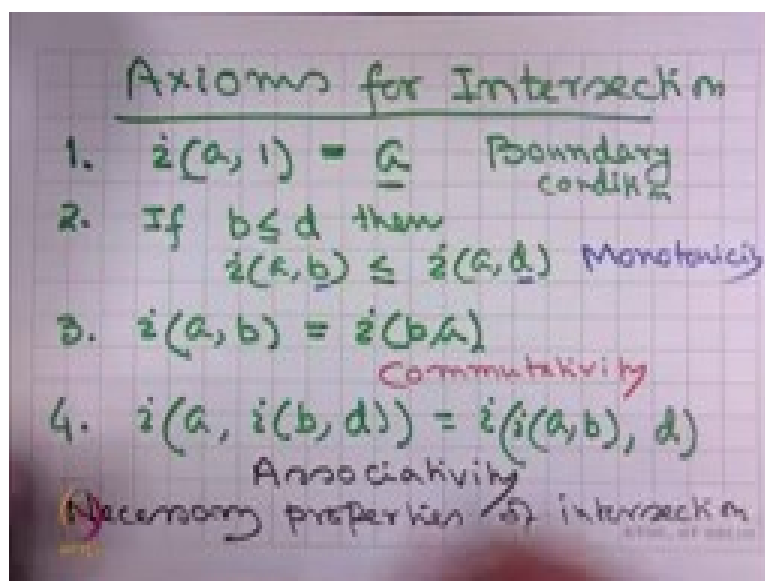 Axioms for Intersection
1. i(a, 1) = a Boundary
condition
2. If b ≤ d then
i(a, b) ≤ i(a, d) Monotonicity
3. i(a, b) = i(b, a)
Commutativity
4. i(a, i(b, d)) = i(i(a, b), d)
Associativity
Necessary properties of intersection